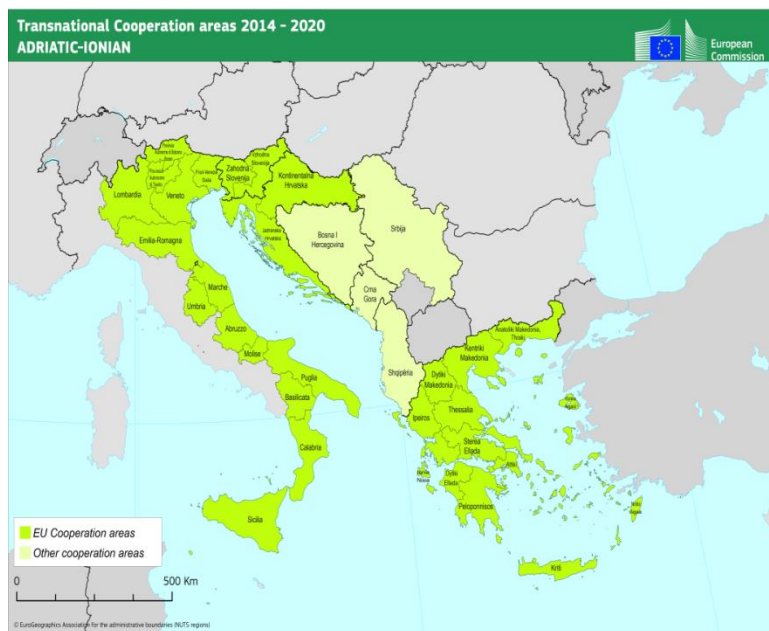 Transnational Cooperation areas 2014 - 2020
ADRIATIC-IONIAN
European
Commission
Lombardia
Veneto
Emilia-Romagna
Zahodna
Slovenija
Vzhodna
Slovenija
Kontinentalna
Hrvatska
Jadranska
Hrvatska
Bosna I
Hercegovina
Srbija
Crna
Gora
Shqipëria
Marche
Umbria
Abruzzo
Molise
Puglia
Basilicata
Calabria
Sicilia
Anatoliki Makedonia,
Thraki
Kentriki
Makedonia
Dytiki
Makedonia
Ipeiros
Thessalia
Sterea
Ellada
Dytiki
Ellada
Attiki
Peloponnisos
Kriti
EU Cooperation areas
Other cooperation areas
0
500 Km
© EuroGeographics Association for the administrative boundaries (NUTS regions)